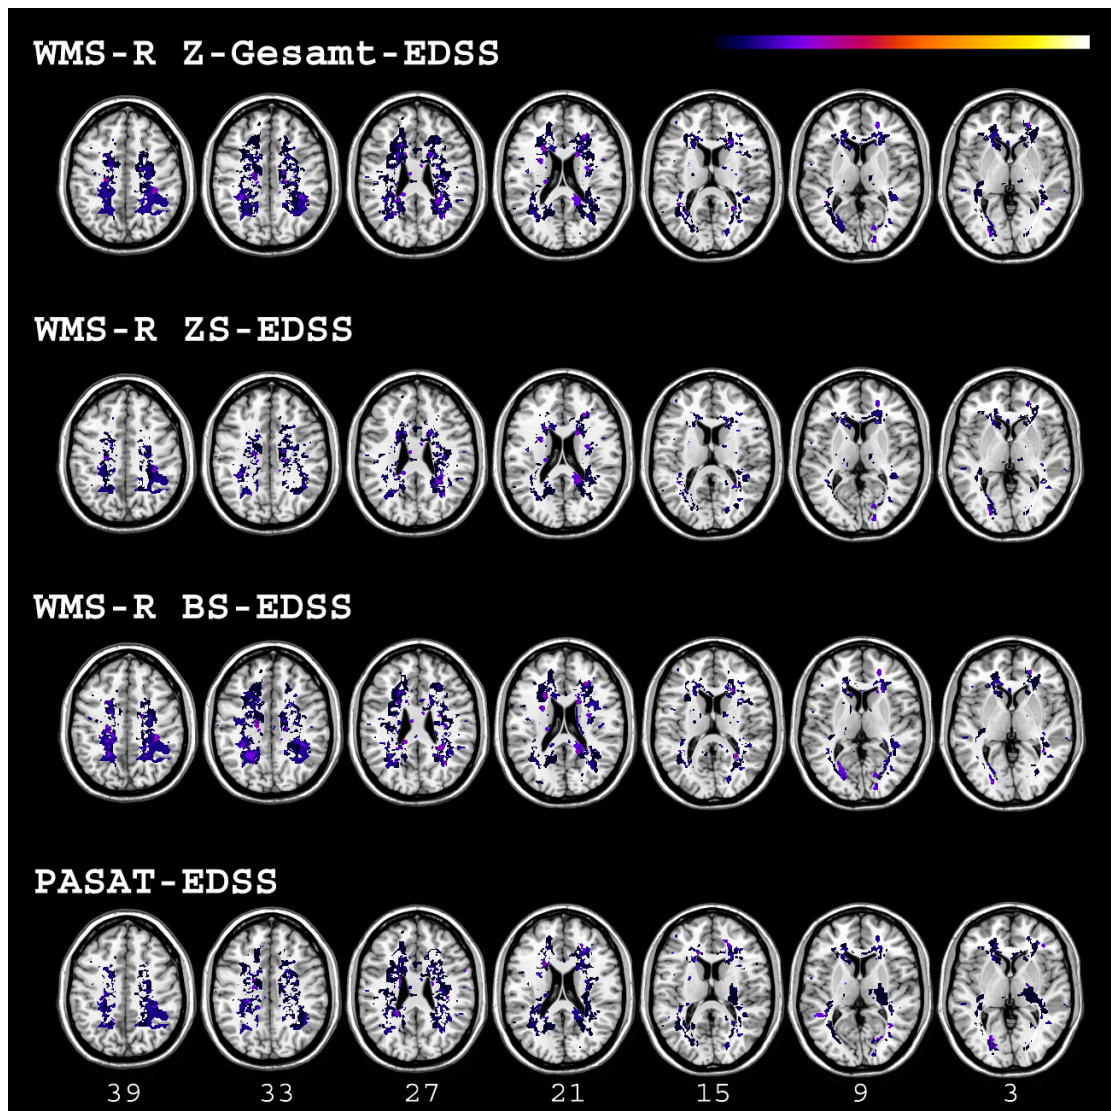 WMS-R Z-Gesamt-EDSS
WMS-R ZS-EDSS
WMS-R BS-EDSS
PASAT-EDSS
39 33 27 21 15 9 3